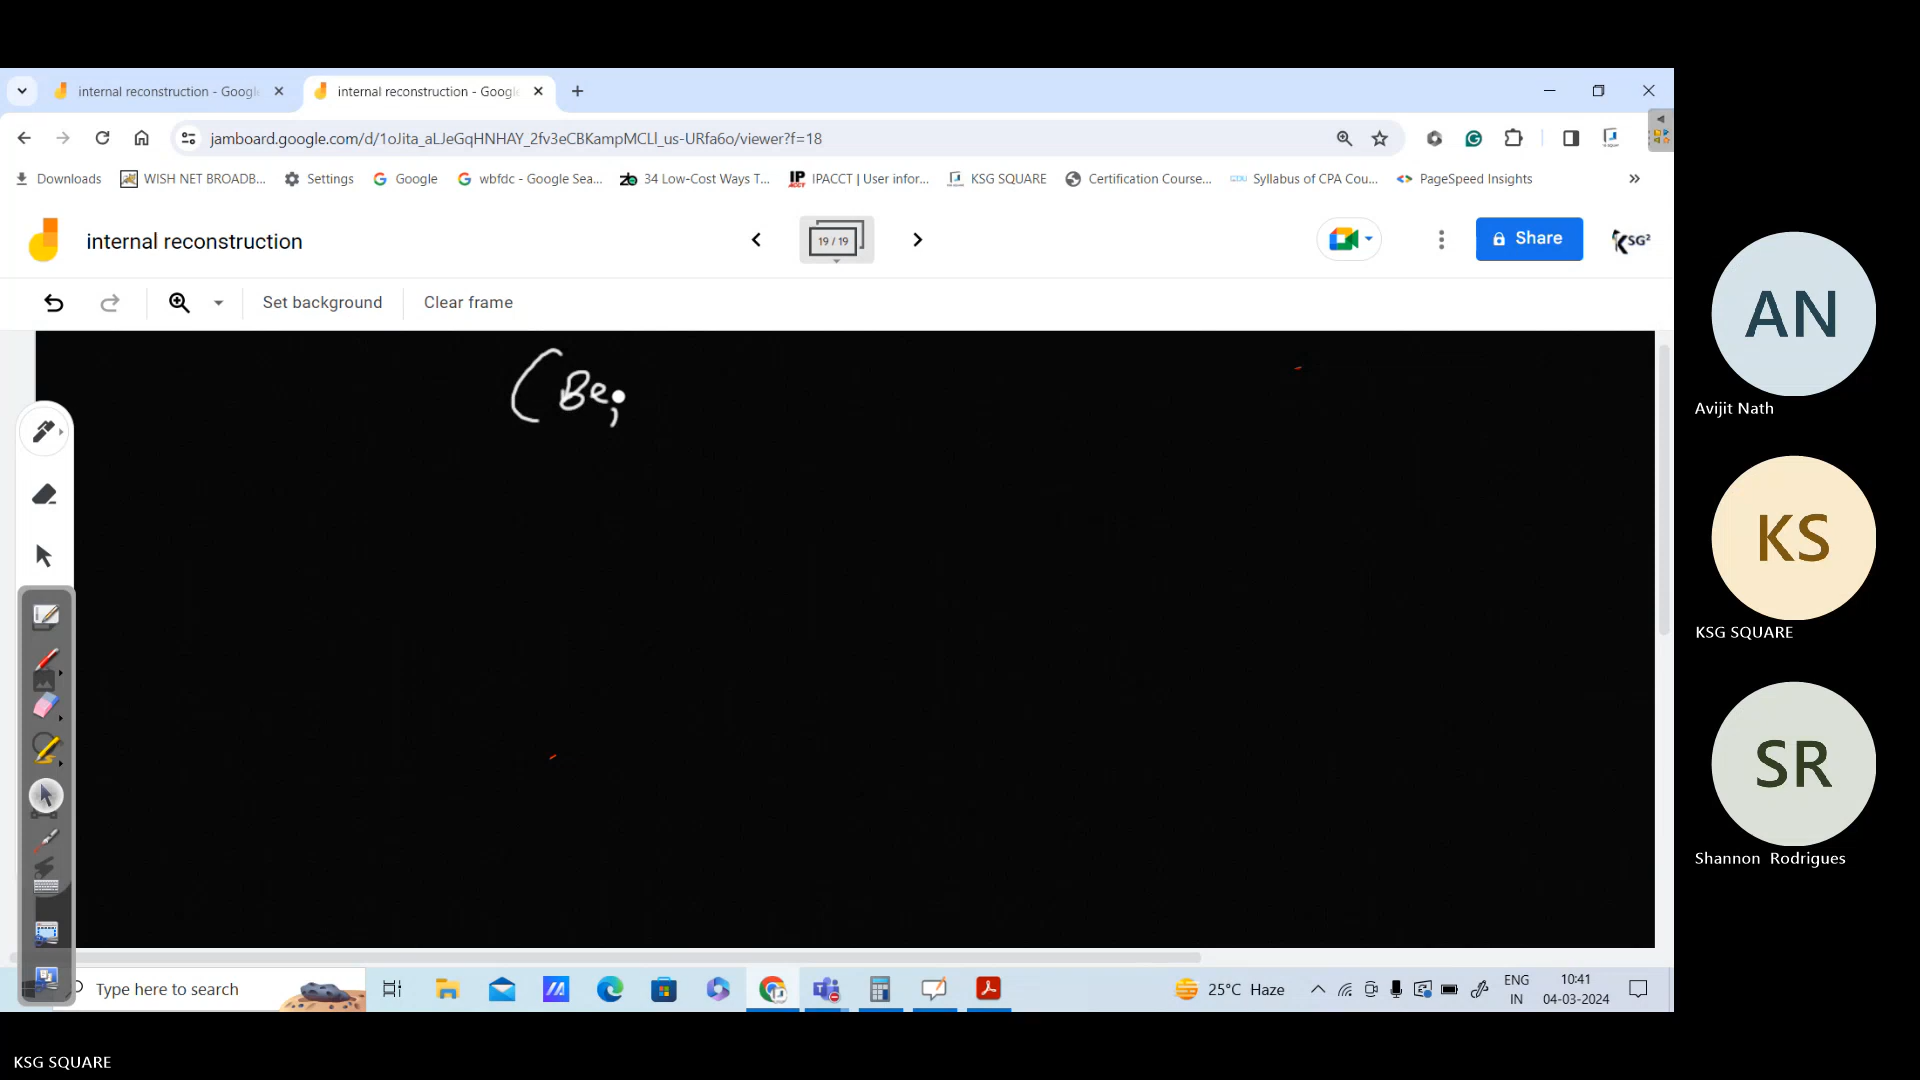 internal reconstruction - Googl
internal reconstruction - Google
jamboard.google.com/d/1oJita_aLJeGqHNHAY_2fv3eCBKampMCLl_us-URfa6o/viewer?f=18
Downloads WISH NET BROADB... Settings Google wbfdc - Google Sea... 34 Low-Cost Ways T... IPACCT | User infor... KSG SQUARE Certification Course... Syllabus of CPA Cou... PageSpeed Insights
internal reconstruction
19 / 19
Share
KSG²
Set background Clear frame
(Be
AN
Avijit Nath
KS
KSG SQUARE
SR
Shannon Rodrigues
Type here to search
25°C Haze
ENG
IN
10:41
04-03-2024
KSG SQUARE